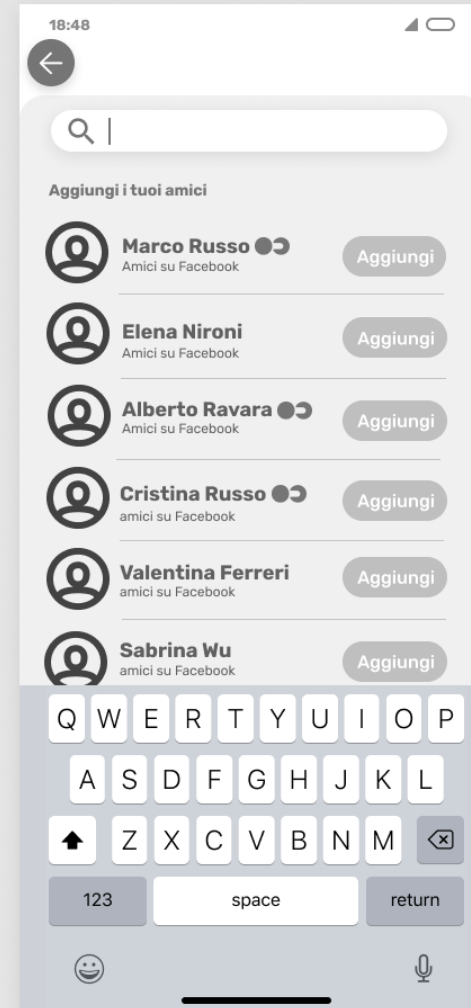 18:48
Aggiungi i tuoi amici
Marco Russo
Amici su Facebook
Aggiungi
Elena Nironi
Amici su Facebook
Aggiungi
Alberto Ravara
Amici su Facebook
Aggiungi
Cristina Russo
amici su Facebook
Aggiungi
Valentina Ferreri
amici su Facebook
Aggiungi
Sabrina Wu
amici su Facebook
Aggiungi
Q W E R T Y U I O P
A S D F G H J K L
Z X C V B N M
123 space return